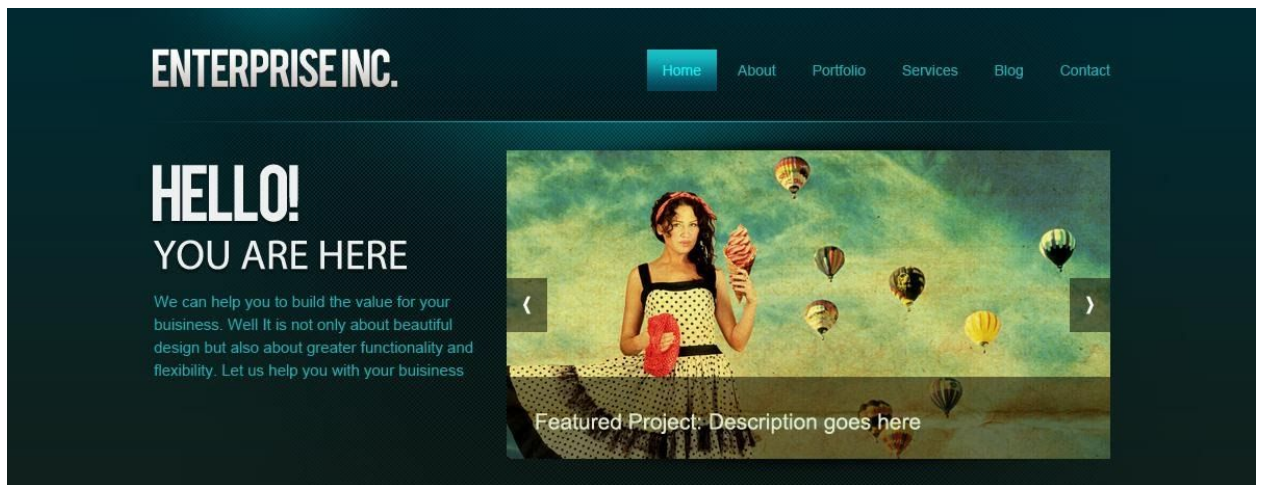 ENTERPRISE INC.
Home About Portfolio Services Blog Contact
HELLO!
YOU ARE HERE
We can help you to build the value for your
buisiness. Well It is not only about beautiful
design but also about greater functionality and
flexibility. Let us help you with your buisiness
Featured Project: Description goes here